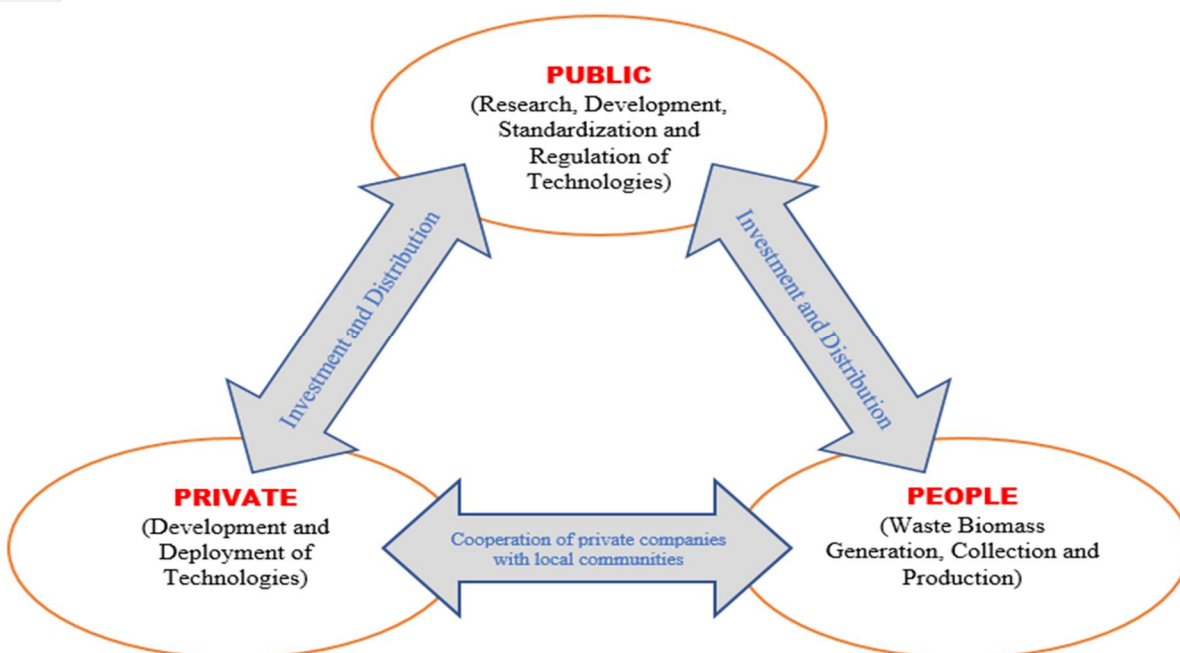 PUBLIC
(Research, Development,
Standardization and
Regulation of
Technologies)
Investment and Distribution
Investment and Distribution
PRIVATE
(Development and
Deployment of
Technologies)
Cooperation of private companies
with local communities
PEOPLE
(Waste Biomass
Generation, Collection and
Production)